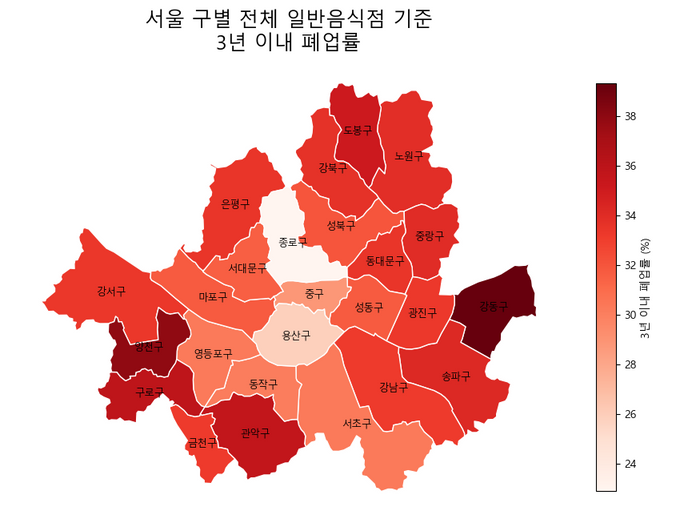 서울 구별 전체 일반음식점 기준
3년 이내 폐업률
도봉구
노원구
강북구
은평구
성북구
중랑구
종로구
동대문구
서대문구
강서구
마포구
중구
성동구
광진구
강동구
용산구
양천구
영등포구
송파구
동작구
강남구
구로구
서초구
관악구
금천구
38
36
34
32
30
28
26
24
3년 이내 폐업률 (%)